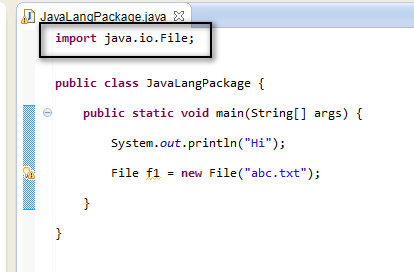 JavaLangPackage.java
import java.io.File;
public class JavaLangPackage {
public static void main(String[] args) {
System.out.println("Hi");
File f1 = new File("abc.txt");
}
}